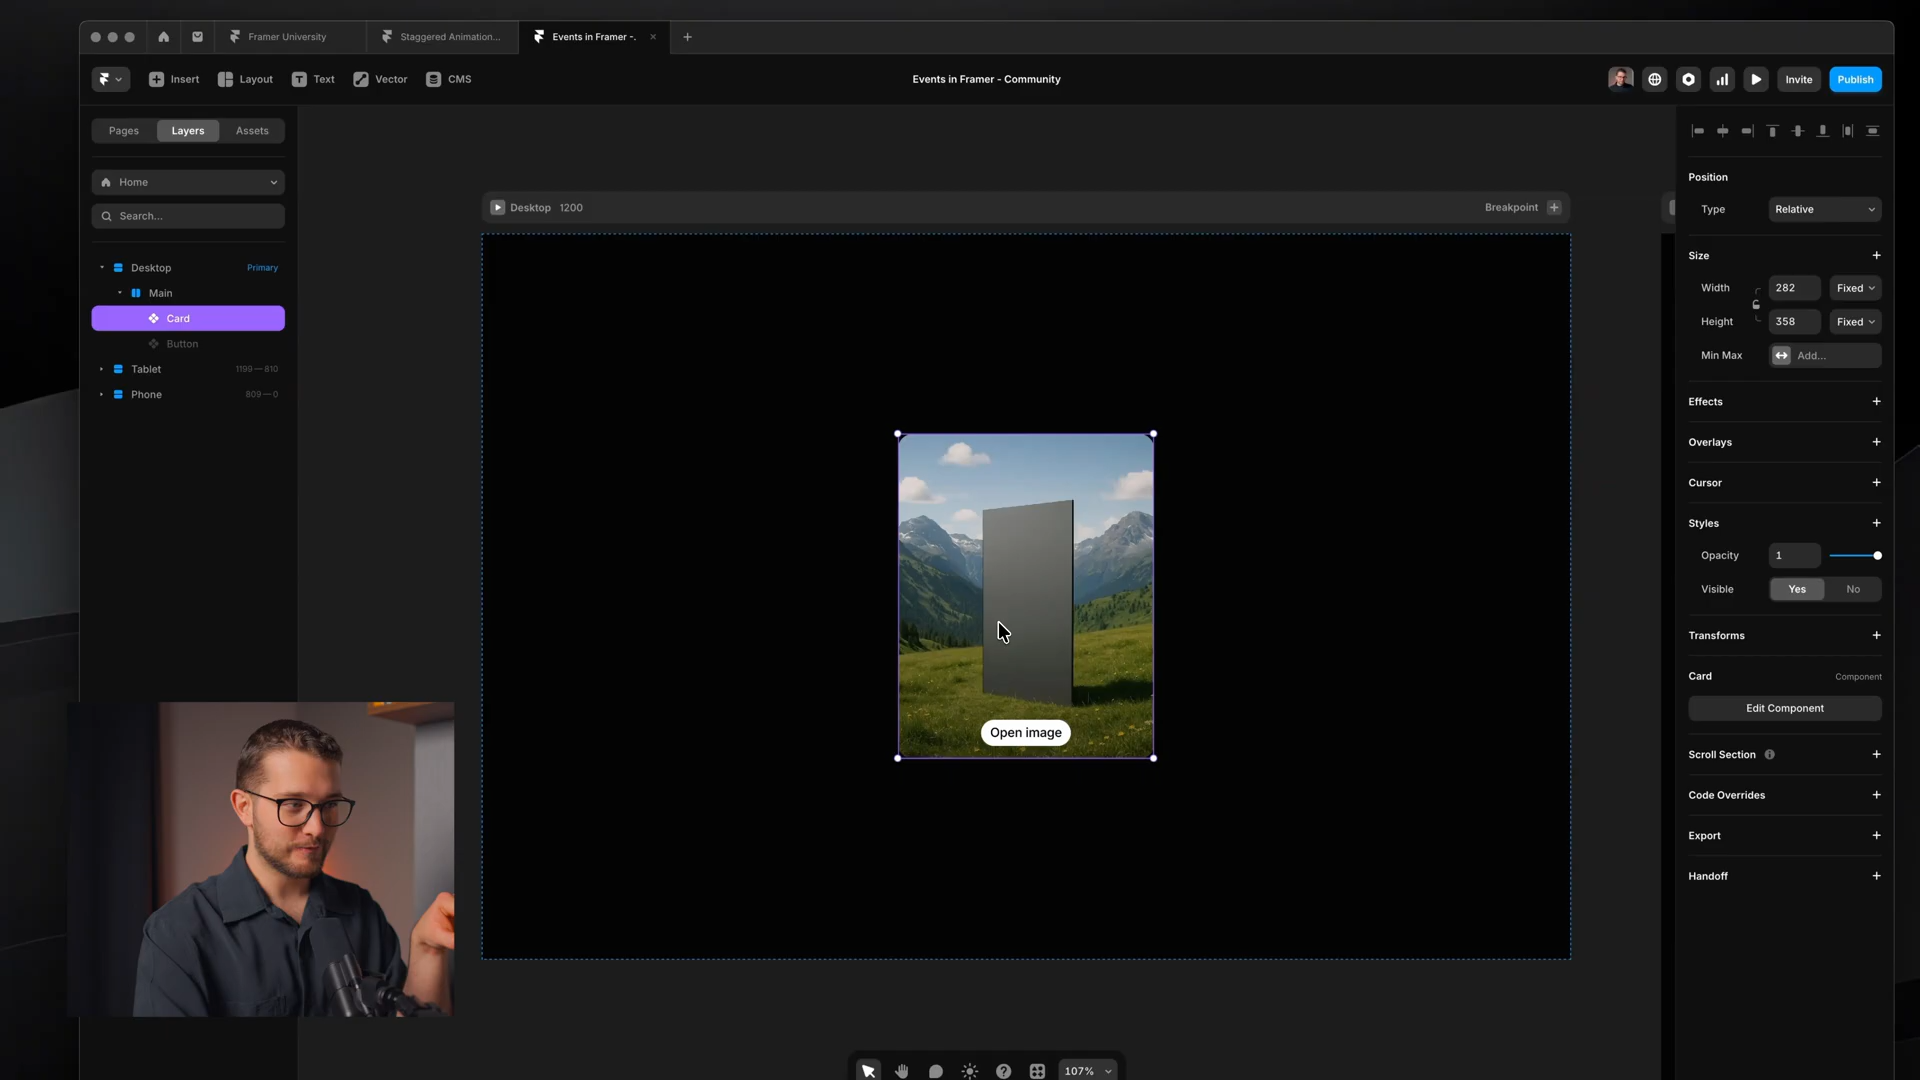 Framer University
Staggered Animation...
Events in Framer -.
Insert
Layout
Text
Vector
CMS
Events in Framer - Community
Invite
Publish
Pages
Layers
Assets
Home
Search...
Desktop
Primary
Main
Card
Button
Tablet
1199—810
Phone
809—0
Desktop 1200
Breakpoint
Open image
107%
Position
Type
Relative
Size
Width
282
Fixed
Height
358
Fixed
Min Max
Add...
Effects
Overlays
Cursor
Styles
Opacity
1
Visible
Yes
No
Transforms
Card
Component
Edit Component
Scroll Section
Code Overrides
Export
Handoff